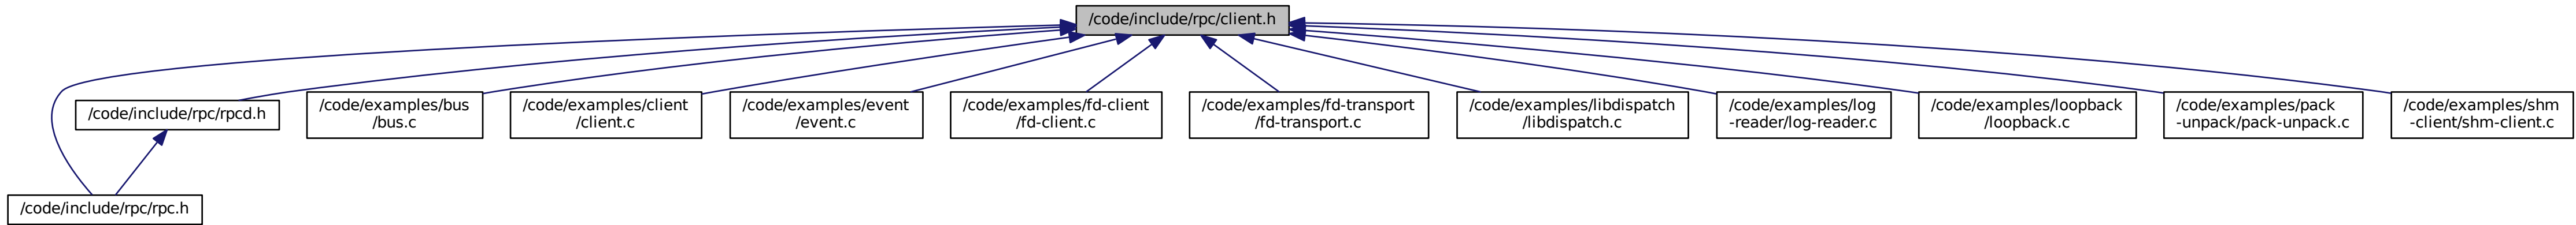 /code/include/rpc/client.h
/code/include/rpc/rpcd.h
/code/examples/bus
/bus.c
/code/examples/client
/client.c
/code/examples/event
/event.c
/code/examples/fd-client
/fd-client.c
/code/examples/fd-transport
/fd-transport.c
/code/examples/libdispatch
/libdispatch.c
/code/examples/log
-reader/log-reader.c
/code/examples/loopback
/loopback.c
/code/examples/pack
-unpack/pack-unpack.c
/code/examples/shm
-client/shm-client.c
/code/include/rpc/rpc.h